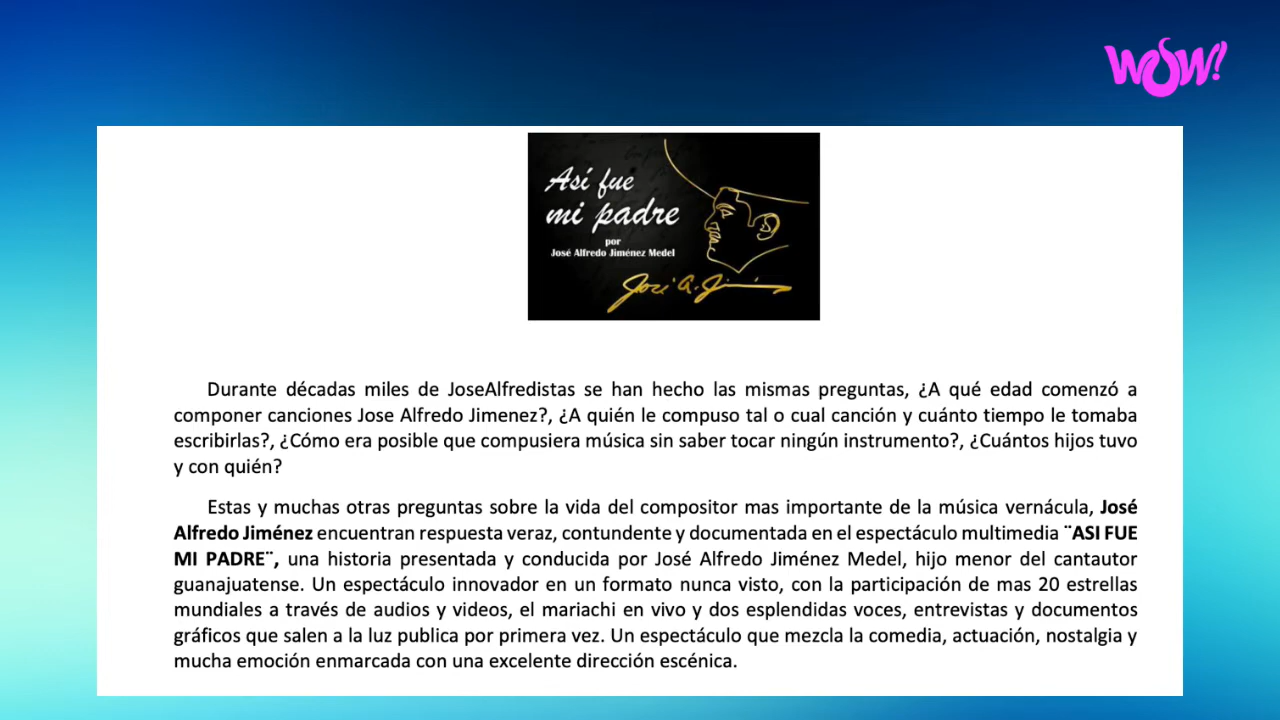 WOW!
Así fue
mi padre
por
José Alfredo Jiménez Medel
José A. Jiménez
Durante décadas miles de JoseAlfredistas se han hecho las mismas preguntas, ¿A qué edad comenzó a
componer canciones Jose Alfredo Jimenez?, ¿A quién le compuso tal o cual canción y cuánto tiempo le tomaba
escribirlas?, ¿Cómo era posible que compusiera música sin saber tocar ningún instrumento?, ¿Cuántos hijos tuvo
y con quién?
Estas y muchas otras preguntas sobre la vida del compositor mas importante de la música vernácula, José
Alfredo Jiménez encuentran respuesta veraz, contundente y documentada en el espectáculo multimedia ¨ASI FUE
MI PADRE¨, una historia presentada y conducida por José Alfredo Jiménez Medel, hijo menor del cantautor
guanajuatense. Un espectáculo innovador en un formato nunca visto, con la participación de mas 20 estrellas
mundiales a través de audios y videos, el mariachi en vivo y dos esplendidas voces, entrevistas y documentos
gráficos que salen a la luz publica por primera vez. Un espectáculo que mezcla la comedia, actuación, nostalgia y
mucha emoción enmarcada con una excelente dirección escénica.